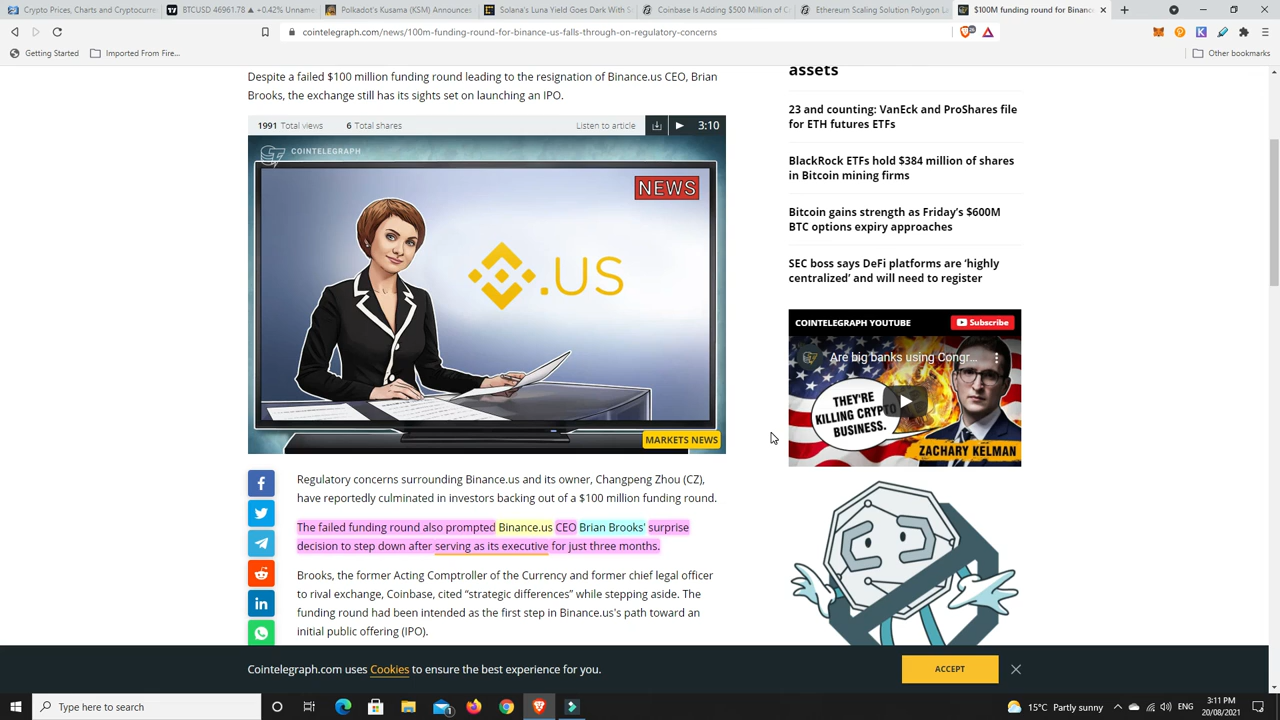 Crypto Prices, Charts and Cryptocurr
BTCUSD 46961.78 ▲ +0.42% Unname
Polkadot's Kusama (KSM) Announces
Solana's Luna Yield Goes Dark With S
Coinbase Is Adding $500 Million of C
Ethereum Scaling Solution Polygon La
$100M funding round for Binanc
cointelegraph.com/news/100m-funding-round-for-binance-us-falls-through-on-regulatory-concerns
Getting Started
Imported From Fire...
Other bookmarks
Despite a failed $100 million funding round leading to the resignation of Binance.us CEO, Brian
Brooks, the exchange still has its sights set on launching an IPO.
1991 Total views
6 Total shares
Listen to article
3:10
COINTELEGRAPH
NEWS
.US
MARKETS NEWS
Regulatory concerns surrounding Binance.us and its owner, Changpeng Zhou (CZ),
have reportedly culminated in investors backing out of a $100 million funding round.
The failed funding round also prompted Binance.us CEO Brian Brooks' surprise
decision to step down after serving as its executive for just three months.
Brooks, the former Acting Comptroller of the Currency and former chief legal officer
to rival exchange, Coinbase, cited “strategic differences” while stepping aside. The
funding round had been intended as the first step in Binance.us's path toward an
initial public offering (IPO).
assets
23 and counting: VanEck and ProShares file
for ETH futures ETFs
BlackRock ETFs hold $384 million of shares
in Bitcoin mining firms
Bitcoin gains strength as Friday’s $600M
BTC options expiry approaches
SEC boss says DeFi platforms are ‘highly
centralized’ and will need to register
COINTELEGRAPH YOUTUBE
Subscribe
Are big banks using Congr...
THEY'RE
KILLING CRYPTO
BUSINESS.
ZACHARY KELMAN
Cointelegraph.com uses Cookies to ensure the best experience for you.
ACCEPT
Type here to search
15°C Partly sunny
ENG
3:11 PM
20/08/2021